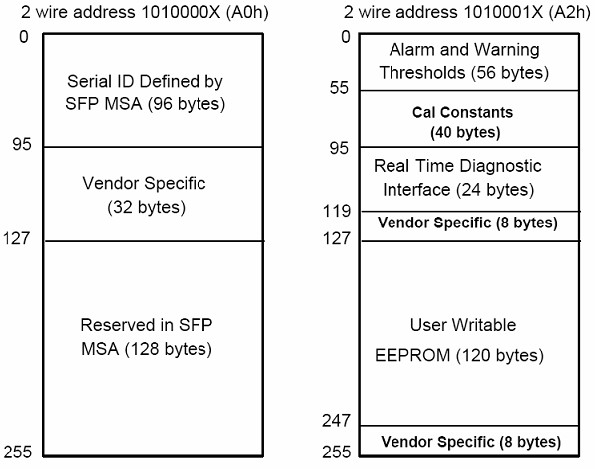 2 wire address 1010000X (A0h)
0
Serial ID Defined by
SFP MSA (96 bytes)
95
Vendor Specific
(32 bytes)
127
Reserved in SFP
MSA (128 bytes)
255
2 wire address 1010001X (A2h)
0
Alarm and Warning
Thresholds (56 bytes)
55
Cal Constants
(40 bytes)
95
Real Time Diagnostic
Interface (24 bytes)
119
Vendor Specific (8 bytes)
127
User Writable
EEPROM (120 bytes)
247
Vendor Specific (8 bytes)
255